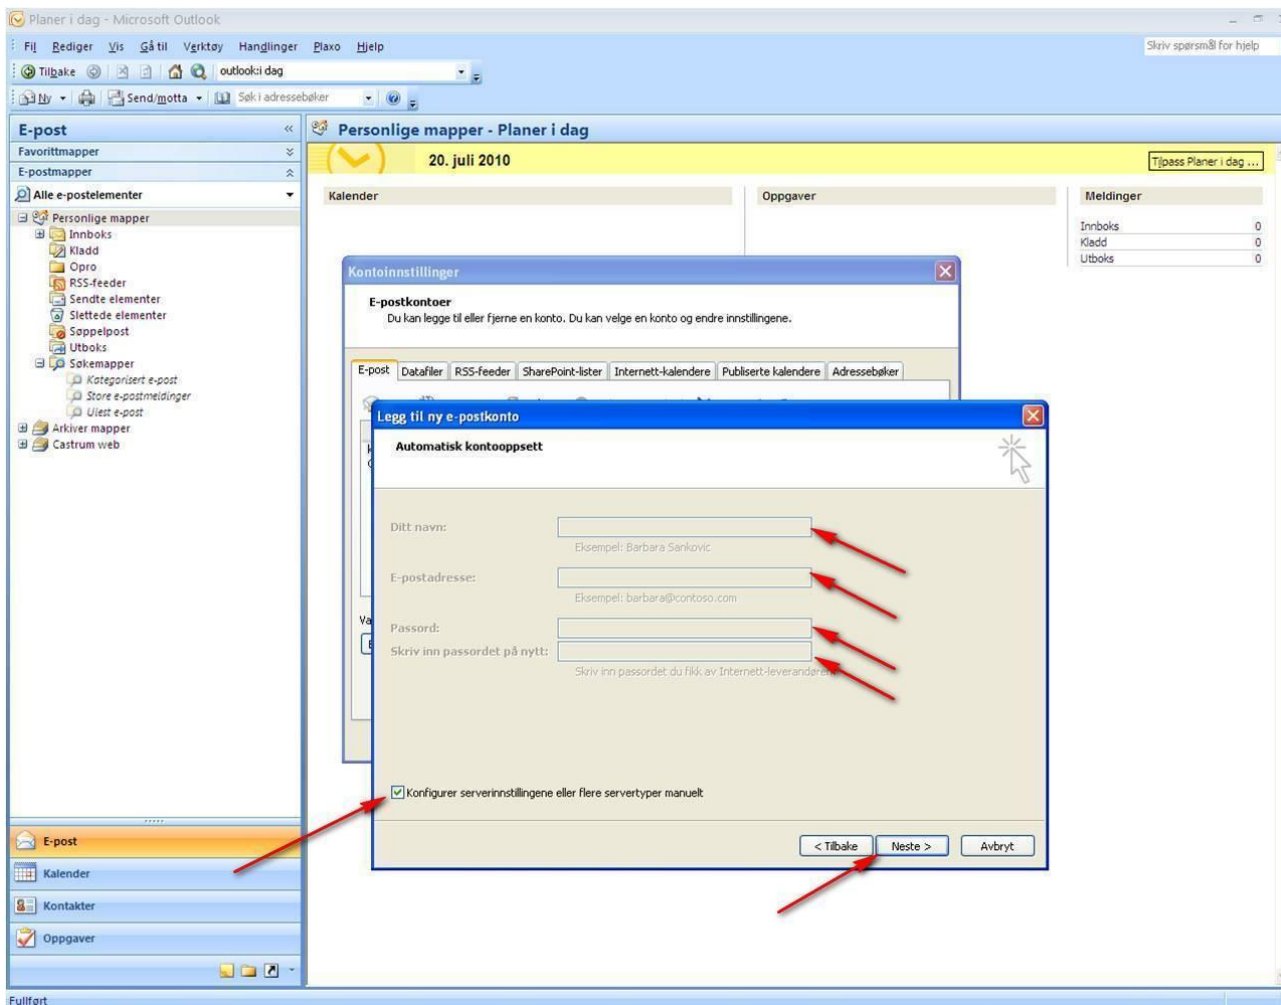 Planer i dag - Microsoft Outlook
Fil Rediger Vis Gå til Verktøy Handlinger Plaxo Hjelp
Skriv spørsmål for hjelp
Tilbake outlook:i dag
Ny Send/motta Søk i adressebøker
E-post
Favorittmapper
E-postmapper
Alle e-postelementer
Personlige mapper
Innboks
Kladd
Opro
RSS-feeder
Sendte elementer
Slettede elementer
Søppelpost
Utboks
Søkemapper
Kategorisert e-post
Store e-postmeldinger
Ulest e-post
Arkiver mapper
Castrum web
E-post
Kalender
Kontakter
Oppgaver
Fullført
Personlige mapper - Planer i dag
20. juli 2010
Tilpass Planer i dag ...
Kalender
Oppgaver
Meldinger
Innboks 0
Kladd 0
Utboks 0
Kontoinnstillinger
E-postkontoer
Du kan legge til eller fjerne en konto. Du kan velge en konto og endre innstillingene.
E-post Datafiler RSS-feeder SharePoint-lister Internett-kalendere Publiserte kalendere Adressebøker
Legg til ny e-postkonto
Automatisk kontooppsett
Ditt navn:
Eksempel: Barbara Sankovic
E-postadresse:
Eksempel: barbara@contoso.com
Passord:
Skriv inn passordet på nytt:
Skriv inn passordet du fikk av Internett-leverandøren
Konfigurer serverinnstillingene eller flere servertyper manuelt
< Tilbake Neste > Avbryt